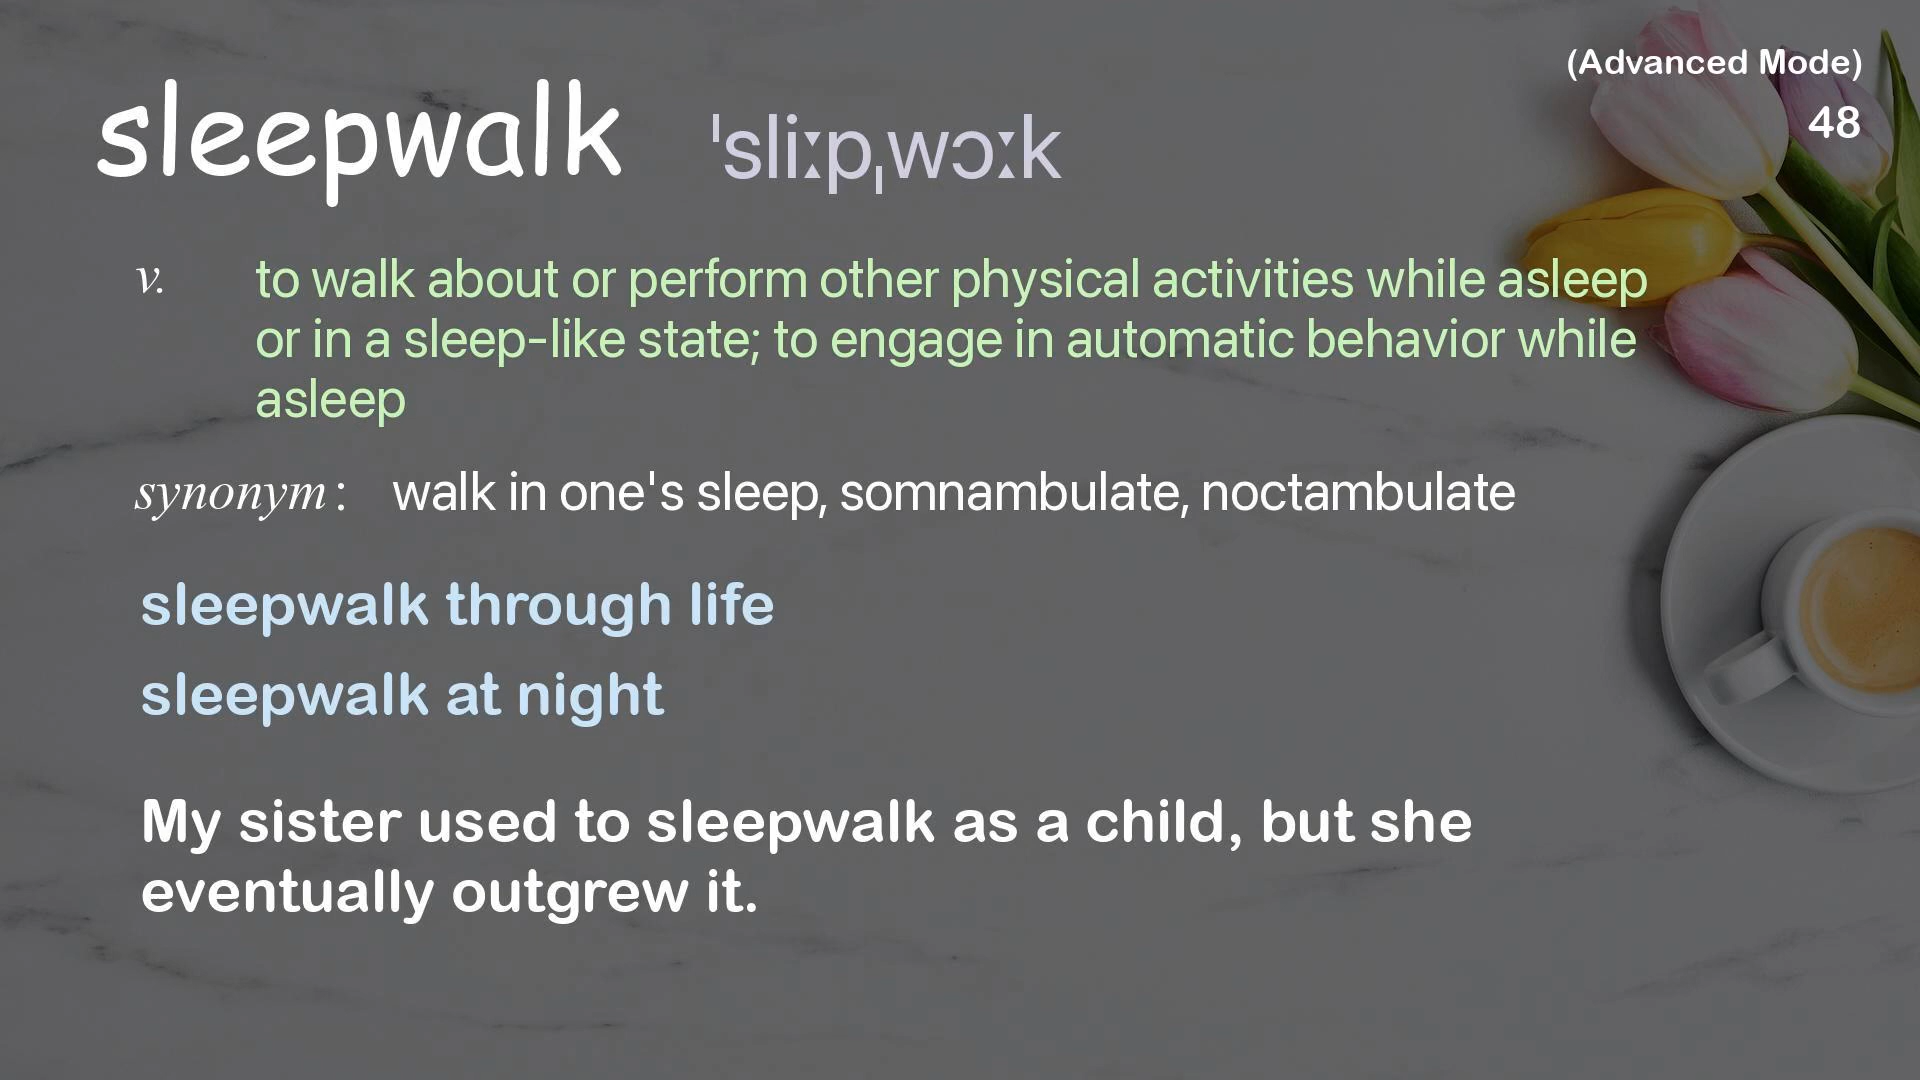 (Advanced Mode)
48
sleepwalk ˈsliːpˌwɔːk
v. to walk about or perform other physical activities while asleep
or in a sleep-like state; to engage in automatic behavior while
asleep
synonym : walk in one's sleep, somnambulate, noctambulate
sleepwalk through life
sleepwalk at night
My sister used to sleepwalk as a child, but she
eventually outgrew it.